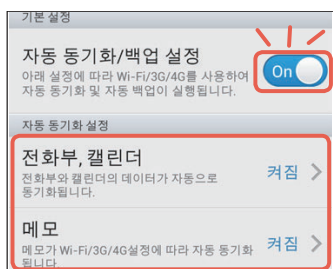 기본 설정
자동 동기화/백업 설정
아래 설정에 따라 Wi-Fi/3G/4G를 사용하여
자동 동기화 및 자동 백업이 실행됩니다.
On
자동 동기화 설정
전화부, 캘린더
전화부와 캘린더의 데이터가 자동으로
동기화됩니다.
켜짐
메모
메모가 Wi-Fi/3G/4G설정에 따라 자동 동기화
됩니다.
켜짐